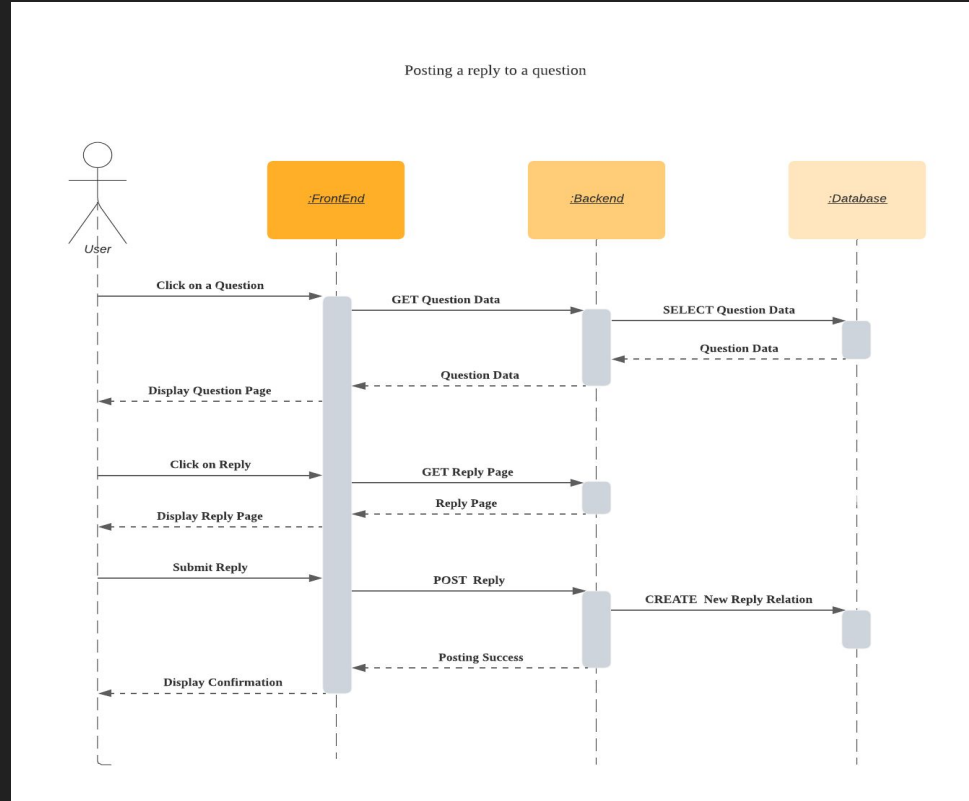 Posting a reply to a question
:FrontEnd
:Backend
:Database
User
Click on a Question
GET Question Data
SELECT Question Data
Question Data
Question Data
Display Question Page
Click on Reply
GET Reply Page
Reply Page
Display Reply Page
Submit Reply
POST Reply
CREATE New Reply Relation
Posting Success
Display Confirmation